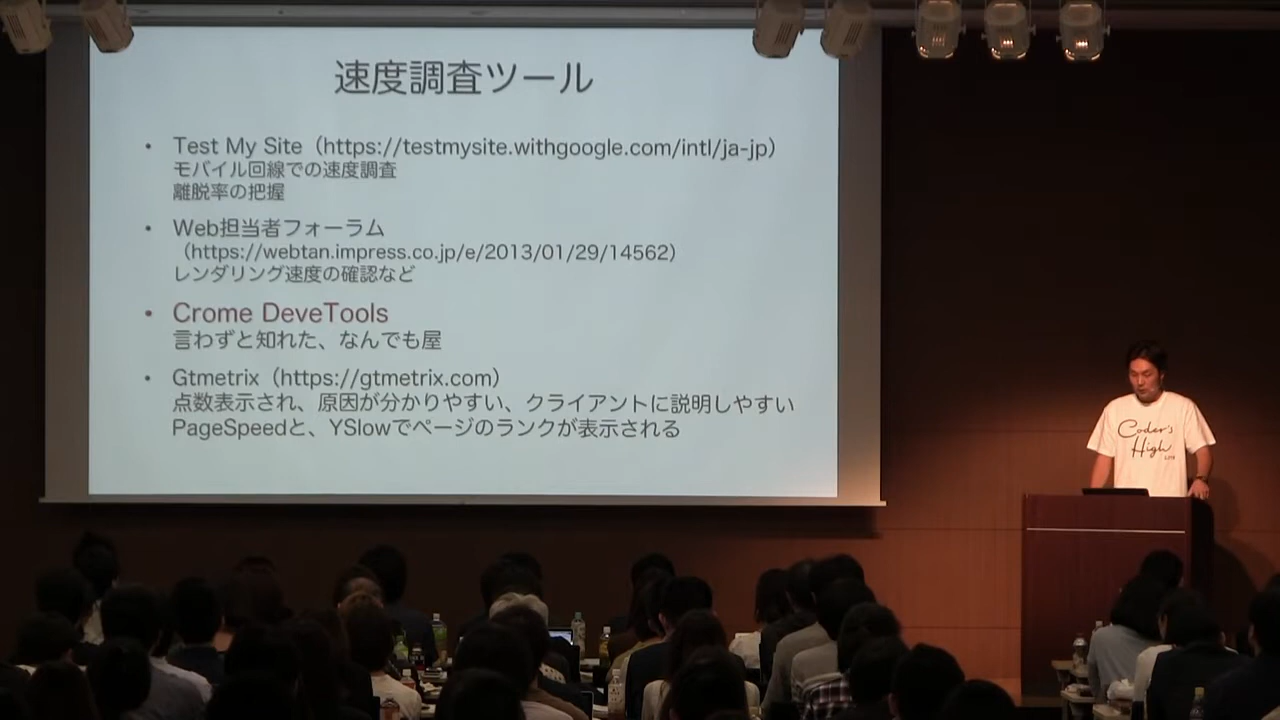 速度調査ツール
• Test My Site（https://testmysite.withgoogle.com/intl/ja-jp）
モバイル回線での速度調査
離脱率の把握
• Web担当者フォーラム
（https://webtan.impress.co.jp/e/2013/01/29/14562）
レンダリング速度の確認など
• Crome DeveTools
言わずと知れた、なんでも屋
• Gtmetrix（https://gtmetrix.com）
点数表示され、原因が分かりやすい、クライアントに説明しやすい
PageSpeedと、YSlowでページのランクが表示される
Coder's
High